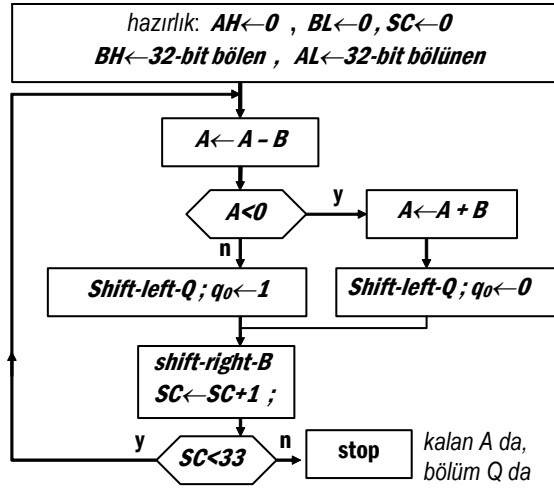 hazırlık: AH←0 , BL←0 , SC←0
BH←32-bit bölen , AL←32-bit bölünen
A← A – B
A<0
y
n
A←A + B
Shift-left-Q ; q₀←1
Shift-left-Q ; q₀←0
shift-right-B
SC←SC+1 ;
SC<33
y
n
stop
kalan A da,
bölüm Q da